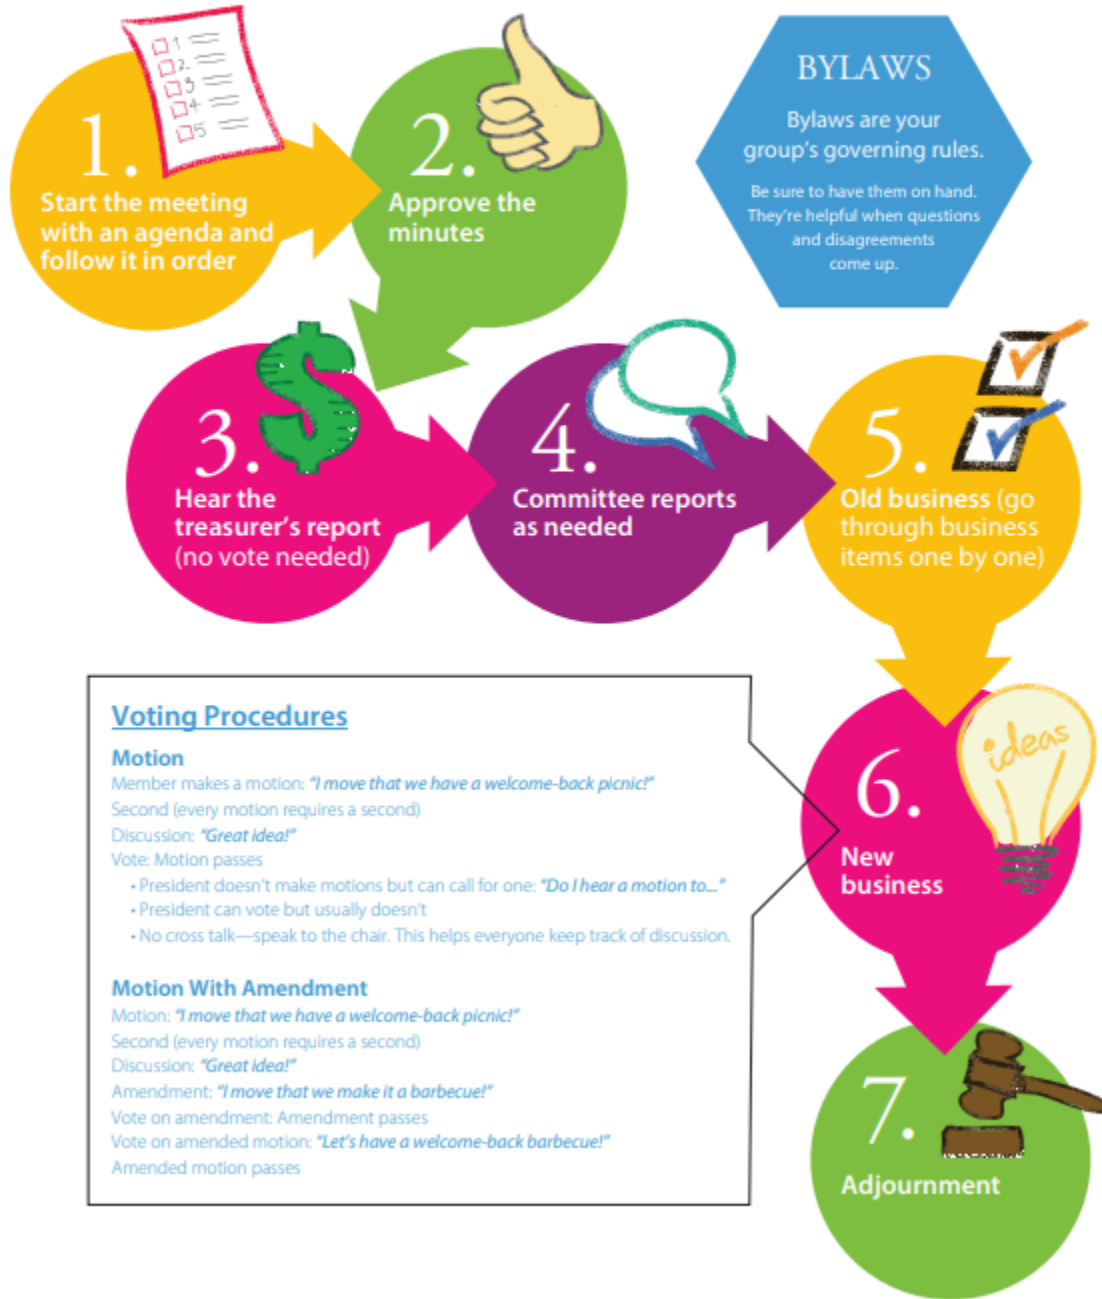 1
2
3
4
5
1.
Start the meeting
with an agenda and
follow it in order
2.
Approve the
minutes
BYLAWS
Bylaws are your
group's governing rules.
Be sure to have them on hand.
They're helpful when questions
and disagreements
come up.
3.
Hear the
treasurer's report
(no vote needed)
$
4.
Committee reports
as needed
5.
Old business (go
through business
items one by one)
Voting Procedures
Motion
Member makes a motion: "I move that we have a welcome-back picnic!"
Second (every motion requires a second)
Discussion: "Great idea!"
Vote: Motion passes
• President doesn't make motions but can call for one: "Do I hear a motion to..."
• President can vote but usually doesn't
• No cross talk—speak to the chair. This helps everyone keep track of discussion.
Motion With Amendment
Motion: "I move that we have a welcome-back picnic!"
Second (every motion requires a second)
Discussion: "Great idea!"
Amendment: "I move that we make it a barbecue!"
Vote on amendment: Amendment passes
Vote on amended motion: "Let's have a welcome-back barbecue!"
Amended motion passes
6.
New
business
ideas
7.
Adjournment